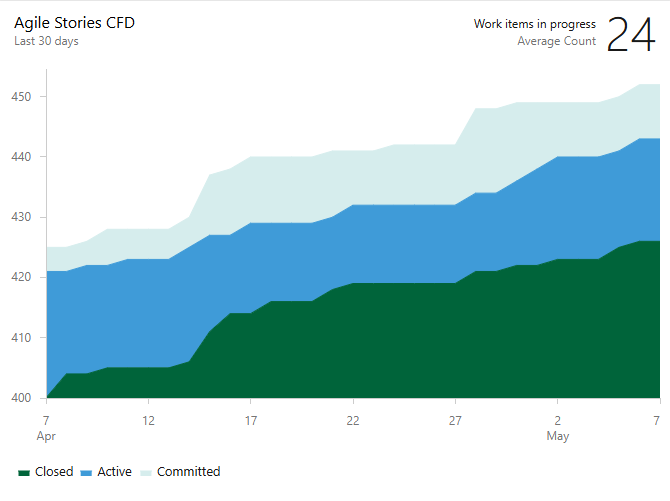 Agile Stories CFD
Last 30 days
Work items in progress
Average Count
24
450
440
430
420
410
400
7 12 17 22 27 2 7
Apr May
Closed Active Committed